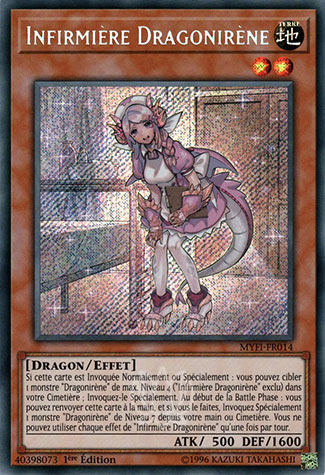 INFIRMIÈRE DRAGONIRÈNE
TERRE
地
MYFI-FR014
[DRAGON/EFFET]
Si cette carte est Invoquée Normalement ou Spécialement : vous pouvez cibler
1 monstre "Dragonirène" de max. Niveau 4 ("Infirmière Dragonirène" exclu) dans
votre Cimetière ; Invoquez-le Spécialement. Au début de la Battle Phase : vous
pouvez renvoyer cette carte à la main, et si vous le faites, Invoquez Spécialement
1 monstre "Dragonirène" de Niveau 7 depuis votre main ou Cimetière. Vous ne
pouvez utiliser chaque effet de "Infirmière Dragonirène" qu'une fois par tour.
ATK/ 500 DEF/1600
40398073 1ère Édition ©1996 KAZUKI TAKAHASHI